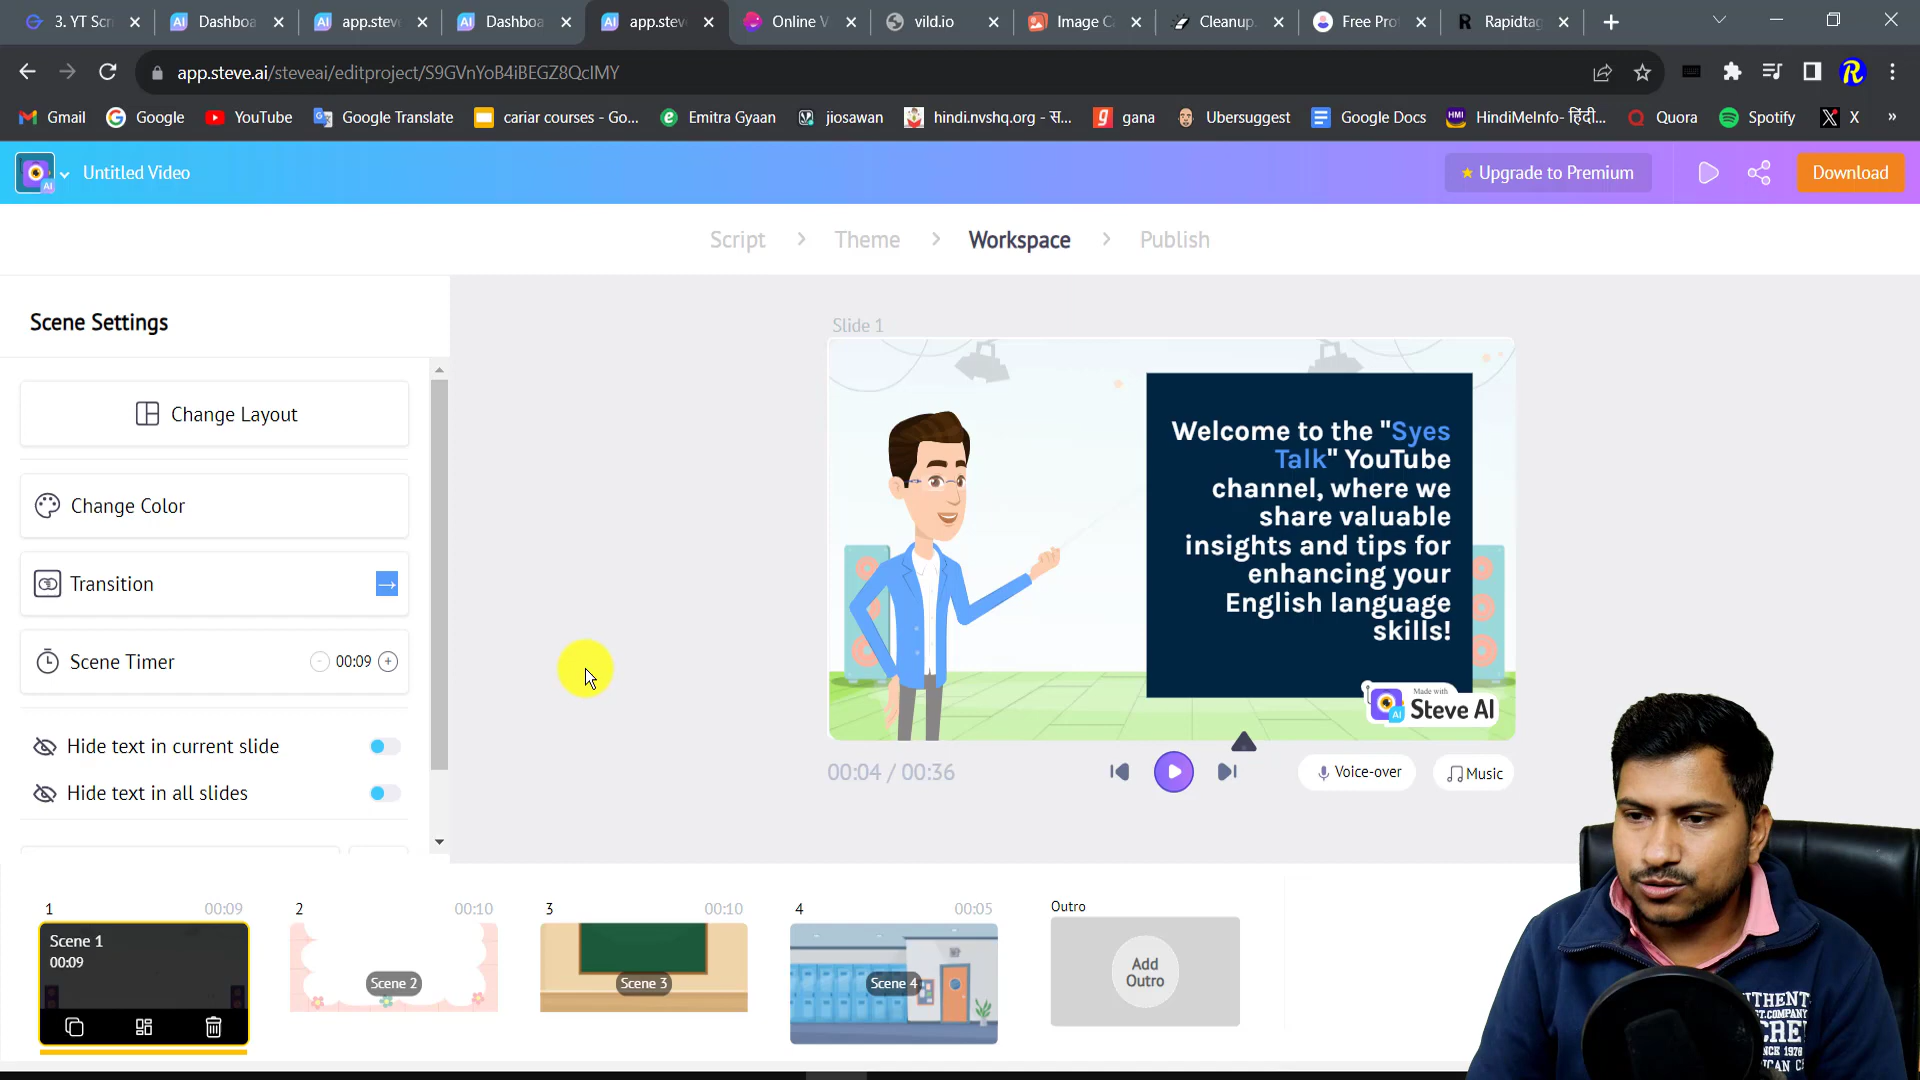 3. YT Scri
Dashboa
app.steve
Dashboa
app.steve
Online V
vild.io
Image C
Cleanup.
Free Pro
Rapidtag
app.steve.ai/steveai/editproject/S9GVnYoB4iBEGZ8QcIMY
Gmail
Google
YouTube
Google Translate
cariar courses - Go...
Emitra Gyaan
jiosawan
hindi.nvshq.org - स...
gana
Ubersuggest
Google Docs
HindiMeInfo- हिंदी...
Quora
Spotify
X
»
Untitled Video
Upgrade to Premium
Download
Script
Theme
Workspace
Publish
Scene Settings
Slide 1
Change Layout
Change Color
Transition
Scene Timer
00:09
Hide text in current slide
Hide text in all slides
Welcome to the "Syes
Talk" YouTube
channel, where we
share valuable
insights and tips for
enhancing your
English language
skills!
Made with
Steve AI
AI
00:04 / 00:36
Voice-over
Music
1
00:09
2
00:10
3
00:10
4
00:05
Outro
Scene 1
00:09
Scene 2
Scene 3
Scene 4
Add
Outro